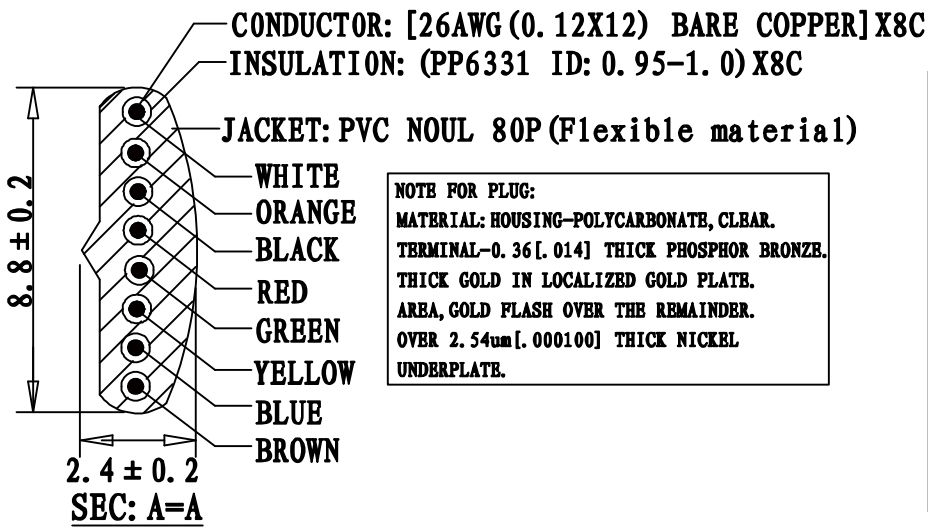 CONDUCTOR: [26AWG(0.12X12) BARE COPPER]X8C
INSULATION: (PP6331 ID:0.95-1.0)X8C
JACKET:PVC NOUL 80P(Flexible material)
WHITE
ORANGE
BLACK
RED
GREEN
YELLOW
BLUE
BROWN
8.8±0.2
2.4±0.2
SEC: A=A
NOTE FOR PLUG:
MATERIAL:HOUSING-POLYCARBONATE,CLEAR.
TERMINAL-0.36[.014] THICK PHOSPHOR BRONZE.
THICK GOLD IN LOCALIZED GOLD PLATE.
AREA,GOLD FLASH OVER THE REMAINDER.
OVER 2.54um[.000100] THICK NICKEL
UNDERPLATE.